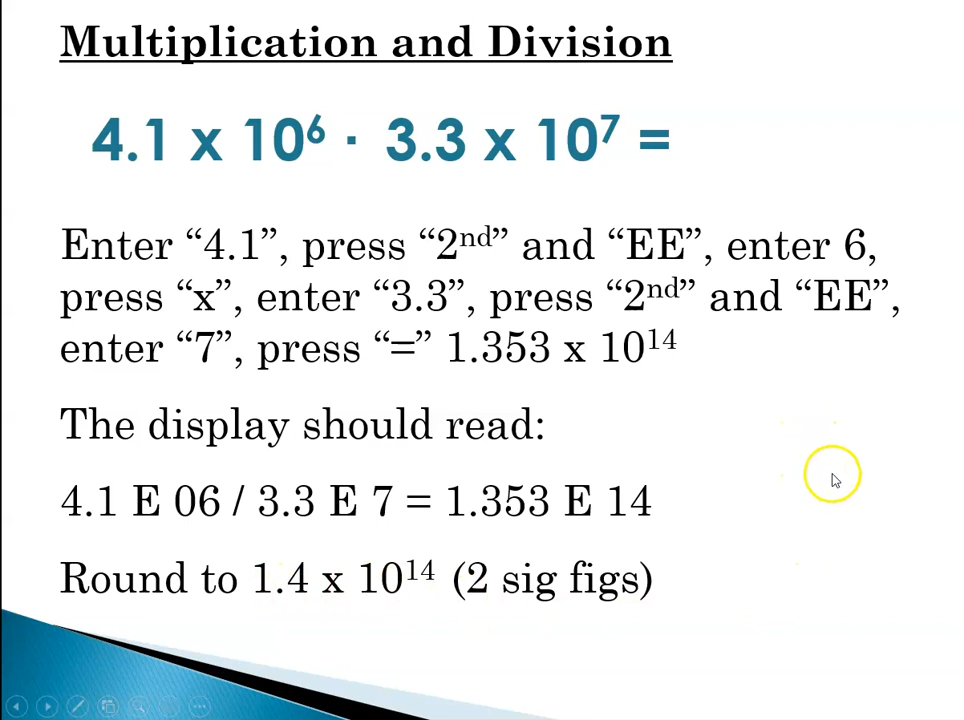 Multiplication and Division
4.1 x 10⁶ · 3.3 x 10⁷ =
Enter “4.1”, press “2ⁿᵈ” and “EE”, enter 6,
press “x”, enter “3.3”, press “2ⁿᵈ” and “EE”,
enter “7”, press “=” 1.353 x 10¹⁴
The display should read:
4.1 E 06 / 3.3 E 7 = 1.353 E 14
Round to 1.4 x 10¹⁴ (2 sig figs)